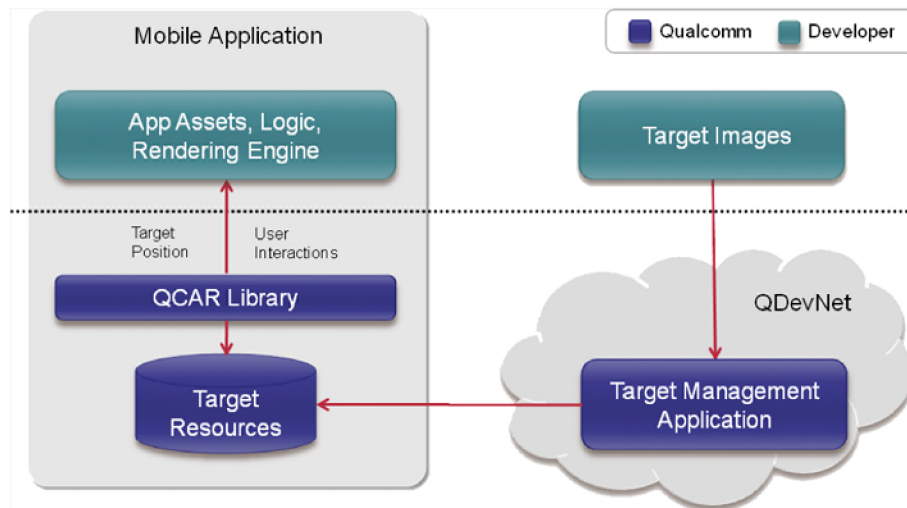 Mobile Application
Qualcomm
Developer
App Assets, Logic,
Rendering Engine
Target Images
Target
Position
User
Interactions
QCAR Library
QDevNet
Target
Resources
Target Management
Application